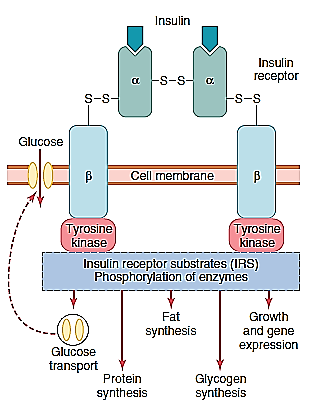 Insulin
Insulin
receptor
α
S–S
α
S–S
S–S
Glucose
β
Cell membrane
β
Tyrosine
kinase
Tyrosine
kinase
Insulin receptor substrates (IRS)
Phosphorylation of enzymes
Glucose
transport
Protein
synthesis
Fat
synthesis
Glycogen
synthesis
Growth
and gene
expression